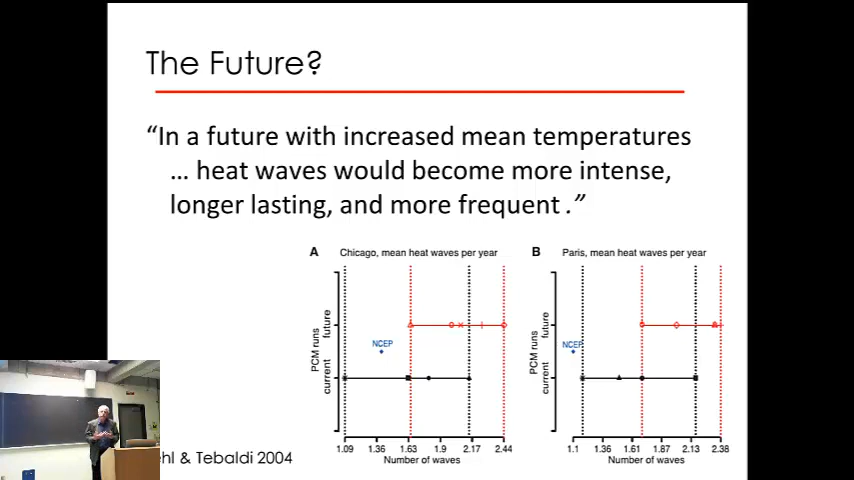 The Future?
“In a future with increased mean temperatures
… heat waves would become more intense,
longer lasting, and more frequent .”
A Chicago, mean heat waves per year
PCM runs
current future
NCEP
1.09 1.36 1.63 1.9 2.17 2.44
Number of waves
B Paris, mean heat waves per year
PCM runs
current future
NCEP
1.1 1.36 1.61 1.87 2.13 2.38
Number of waves
ehl & Tebaldi 2004